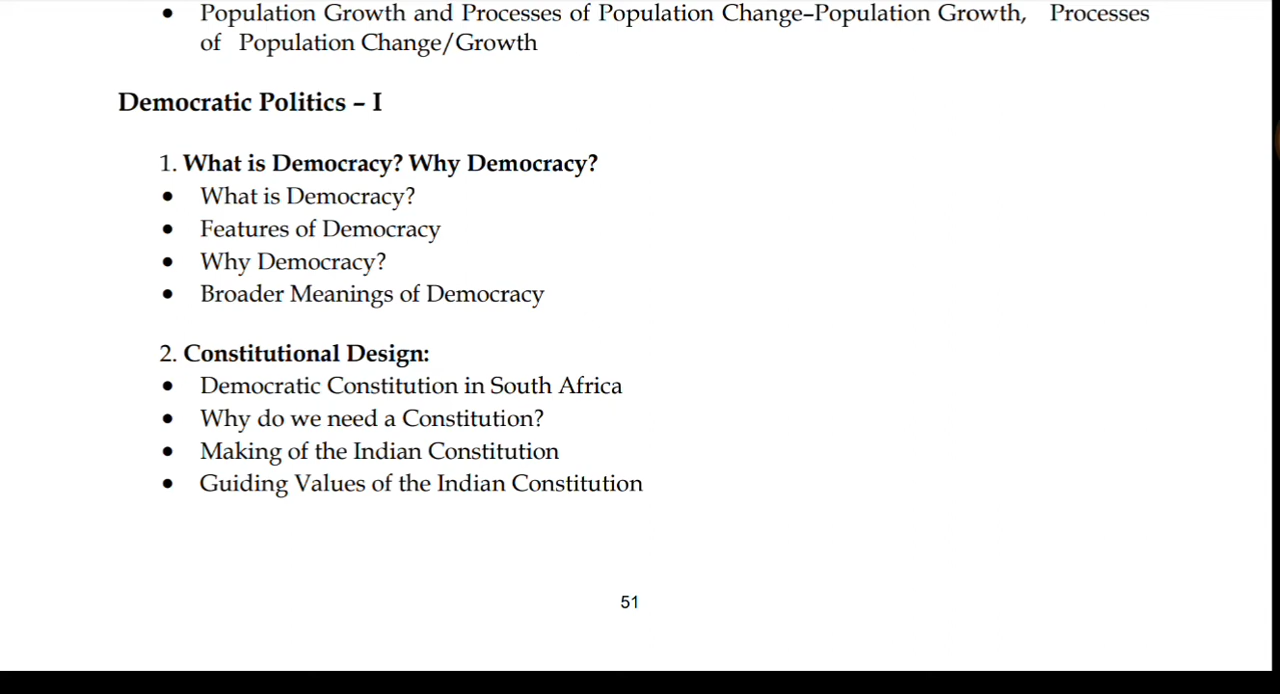 • Population Growth and Processes of Population Change–Population Growth, Processes
of Population Change/Growth
Democratic Politics – I
1. What is Democracy? Why Democracy?
• What is Democracy?
• Features of Democracy
• Why Democracy?
• Broader Meanings of Democracy
2. Constitutional Design:
• Democratic Constitution in South Africa
• Why do we need a Constitution?
• Making of the Indian Constitution
• Guiding Values of the Indian Constitution
51